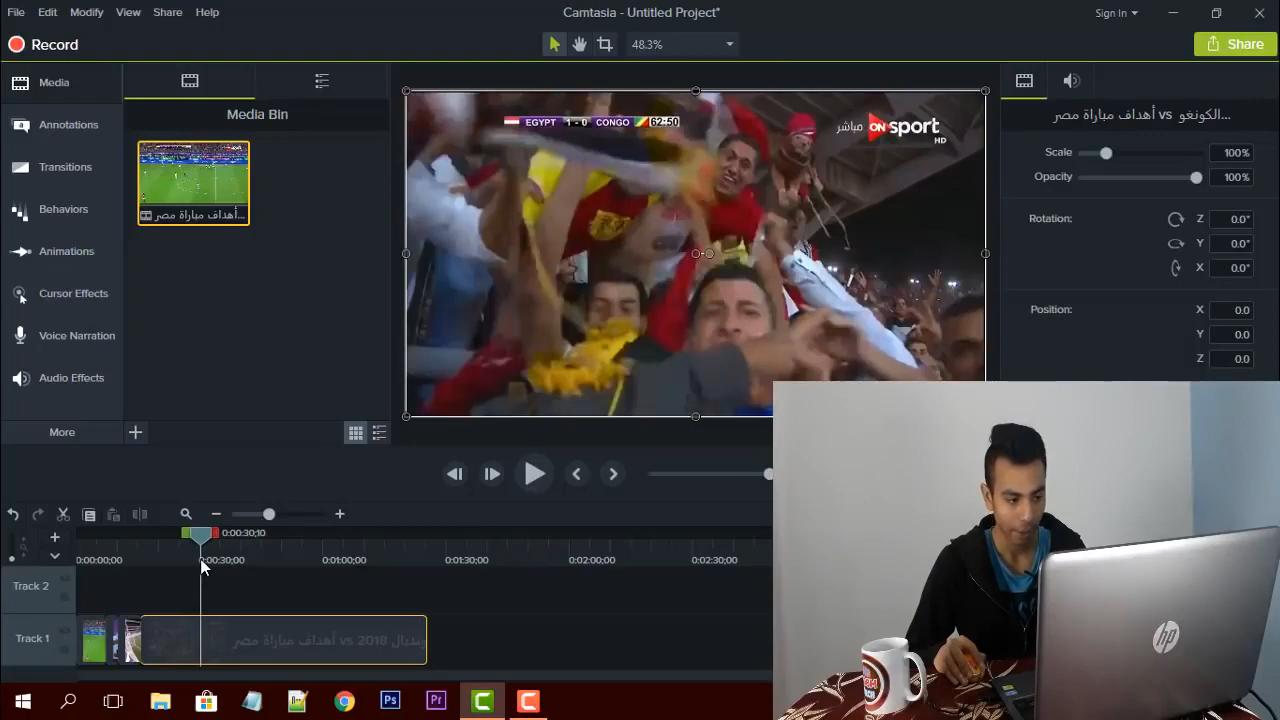 File Edit Modify View Share Help
Camtasia - Untitled Project*
Sign In
Record
48.3%
Share
Media
Annotations
Transitions
Behaviors
Animations
Cursor Effects
Voice Narration
Audio Effects
More
Media Bin
أهداف مباراة مصر...
EGYPT 1 - 0 CONGO 62:50
مباشر ON sport HD
الكونغو vs أهداف مباراة مصر...
Scale 100%
Opacity 100%
Rotation: Z 0.0°
Y 0.0°
X 0.0°
Position: X 0.0
Y 0.0
Z 0.0
0:00:30;10
0:00:00;00 0:00:30;00 0:01:00;00 0:02:00;00 0:02:30;00
Track 2
Track 1
أهداف مباراة مصر vs 2018
Ps Pr
hp